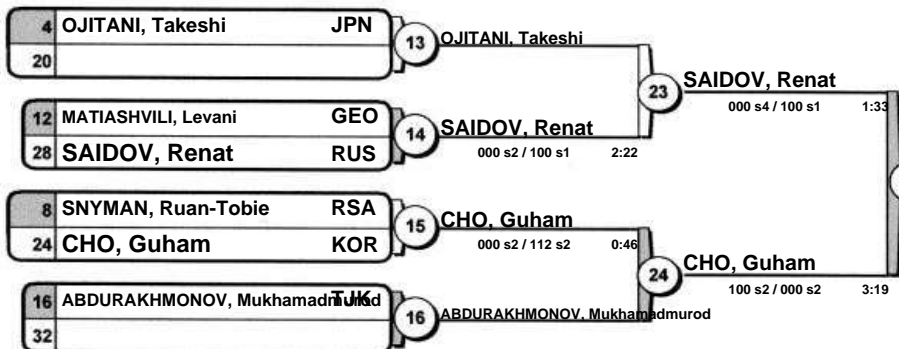 4 OJITANI, Takeshi JPN
20
13 OJITANI, Takeshi
12 MATIASHVILI, Levani GEO
28 SAIDOV, Renat RUS
14 SAIDOV, Renat
000 s2 / 100 s1 2:22
23 SAIDOV, Renat
000 s4 / 100 s1 1:33
8 SNYMAN, Ruan-Tobie RSA
24 CHO, Guham KOR
15 CHO, Guham
000 s2 / 112 s2 0:46
16 ABDURAKHMONOV, Mukhamadmurod TJK
32
16 ABDURAKHMONOV, Mukhamadmurod
24 CHO, Guham
100 s2 / 000 s2 3:19